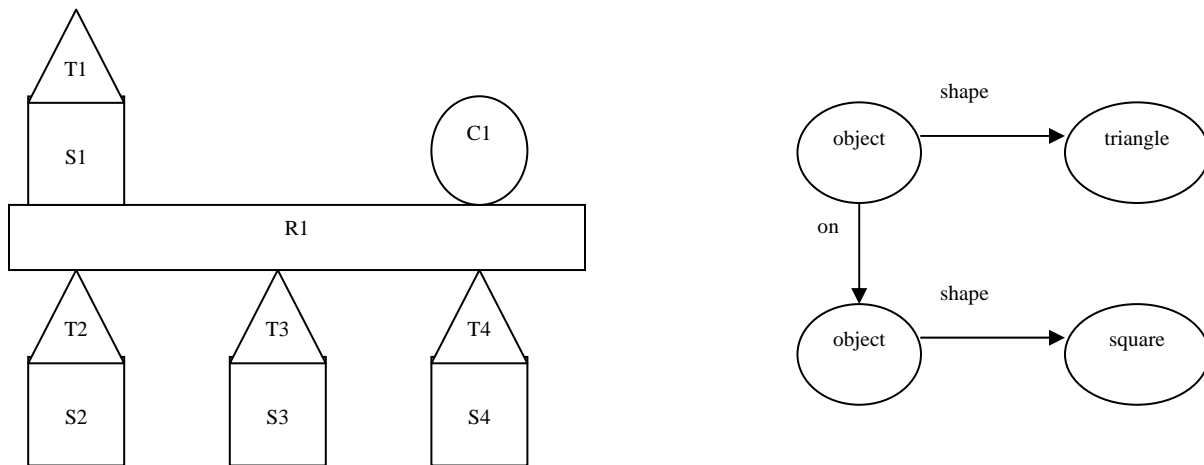 T1
S1
C1
R1
T2
T3
T4
S2
S3
S4
shape
object
triangle
on
shape
object
square